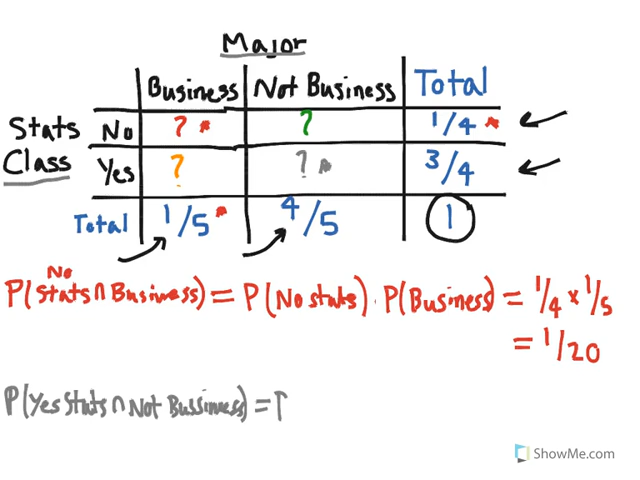 Major
Business Not Business Total
Stats No ? ? 1/4
Class Yes ? ? 3/4
Total 1/5 4/5 1
No
P(Stats ∩ Business) = P(No stats) · P(Business) = 1/4 × 1/5
= 1/20
P(Yes Stats ∩ Not Bussiness) =
ShowMe.com